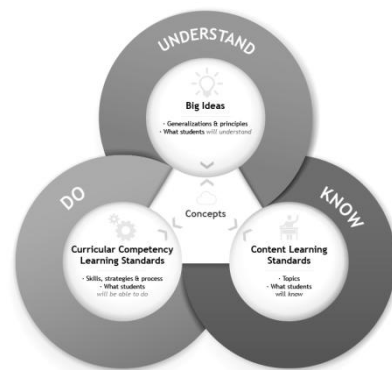 UNDERSTAND
Big Ideas
· Generalizations & principles
· What students will understand
DO
Concepts
KNOW
Curricular Competency
Learning Standards
· Skills, strategies & process
· What students
will be able to do
Content Learning
Standards
· Topics
· What students
will know